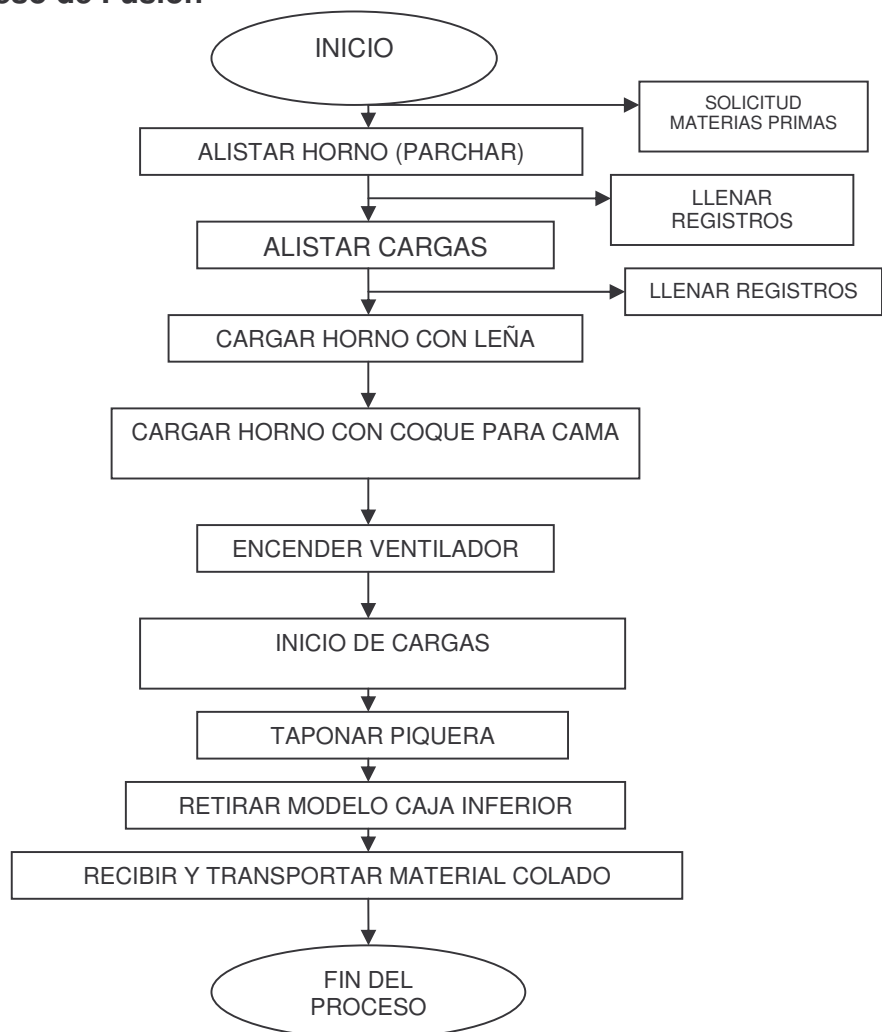 INICIO
SOLICITUD
MATERIAS PRIMAS
ALISTAR HORNO (PARCHAR)
LLENAR
REGISTROS
ALISTAR CARGAS
LLENAR REGISTROS
CARGAR HORNO CON LEÑA
CARGAR HORNO CON COQUE PARA CAMA
ENCENDER VENTILADOR
INICIO DE CARGAS
TAPONAR PIQUERA
RETIRAR MODELO CAJA INFERIOR
RECIBIR Y TRANSPORTAR MATERIAL COLADO
FIN DEL
PROCESO